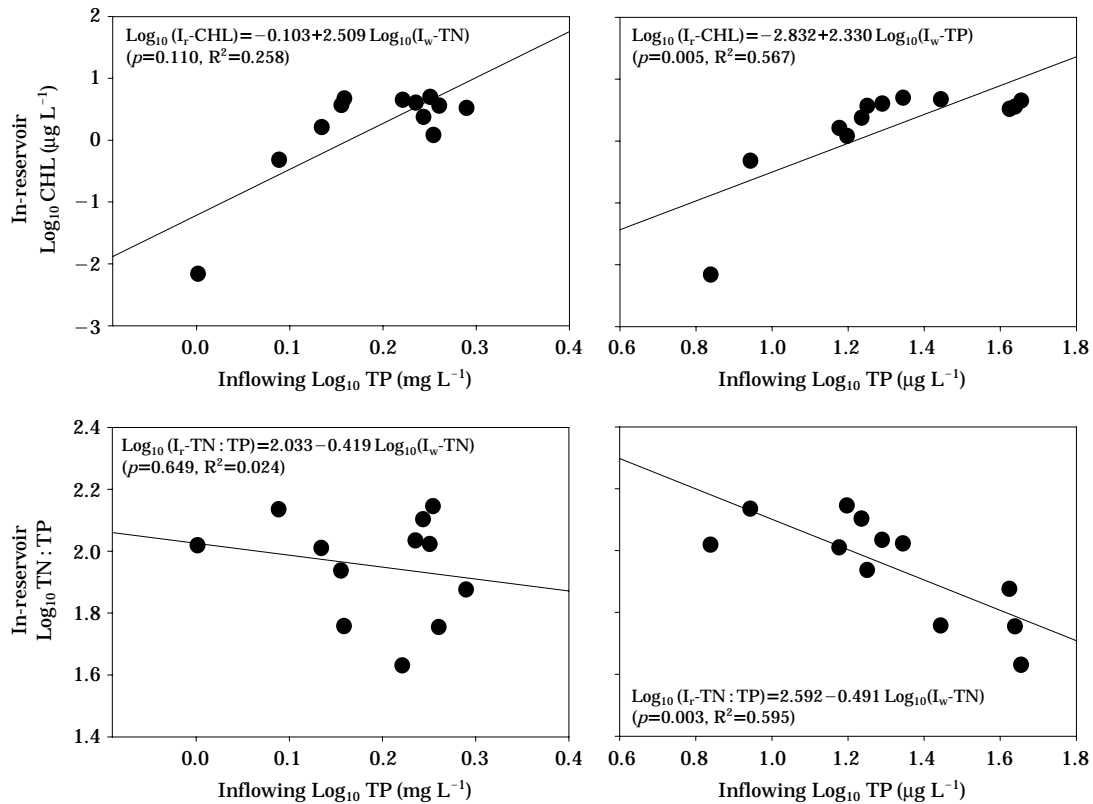 Log₁₀ (Iᵣ-CHL)=−0.103+2.509 Log₁₀(I_w-TN)
(p=0.110, R²=0.258)
2
1
0
−1
−2
−3
In-reservoir
Log₁₀ CHL (µg L⁻¹)
0.0 0.1 0.2 0.3 0.4
Inflowing Log₁₀ TP (mg L⁻¹)
Log₁₀ (Iᵣ-CHL)=−2.832+2.330 Log₁₀(I_w-TP)
(p=0.005, R²=0.567)
0.6 0.8 1.0 1.2 1.4 1.6 1.8
Inflowing Log₁₀ TP (µg L⁻¹)
Log₁₀ (Iᵣ-TN : TP)=2.033−0.419 Log₁₀(I_w-TN)
(p=0.649, R²=0.024)
2.4
2.2
2.0
1.8
1.6
1.4
In-reservoir
Log₁₀ TN : TP
0.0 0.1 0.2 0.3 0.4
Inflowing Log₁₀ TP (mg L⁻¹)
Log₁₀ (Iᵣ-TN : TP)=2.592−0.491 Log₁₀(I_w-TN)
(p=0.003, R²=0.595)
0.6 0.8 1.0 1.2 1.4 1.6 1.8
Inflowing Log₁₀ TP (µg L⁻¹)